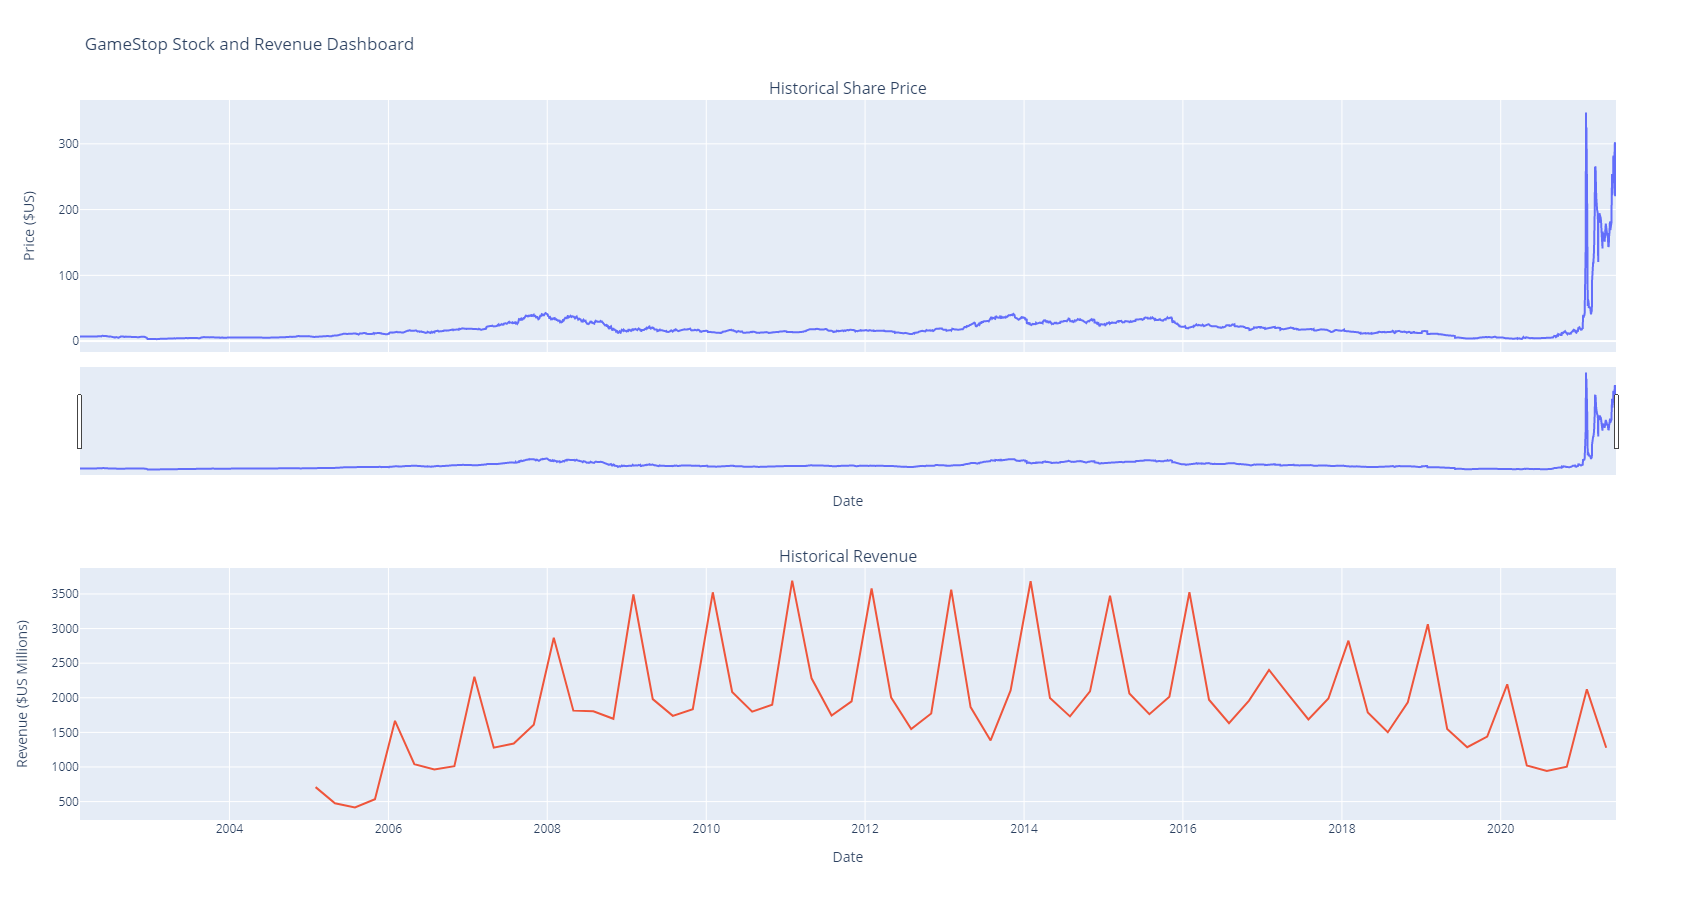 GameStop Stock and Revenue Dashboard
Historical Share Price
Price ($US)
300
200
100
0
Date
Historical Revenue
Revenue ($US Millions)
3500
3000
2500
2000
1500
1000
500
2004 2006 2008 2010 2012 2014 2016 2018 2020
Date